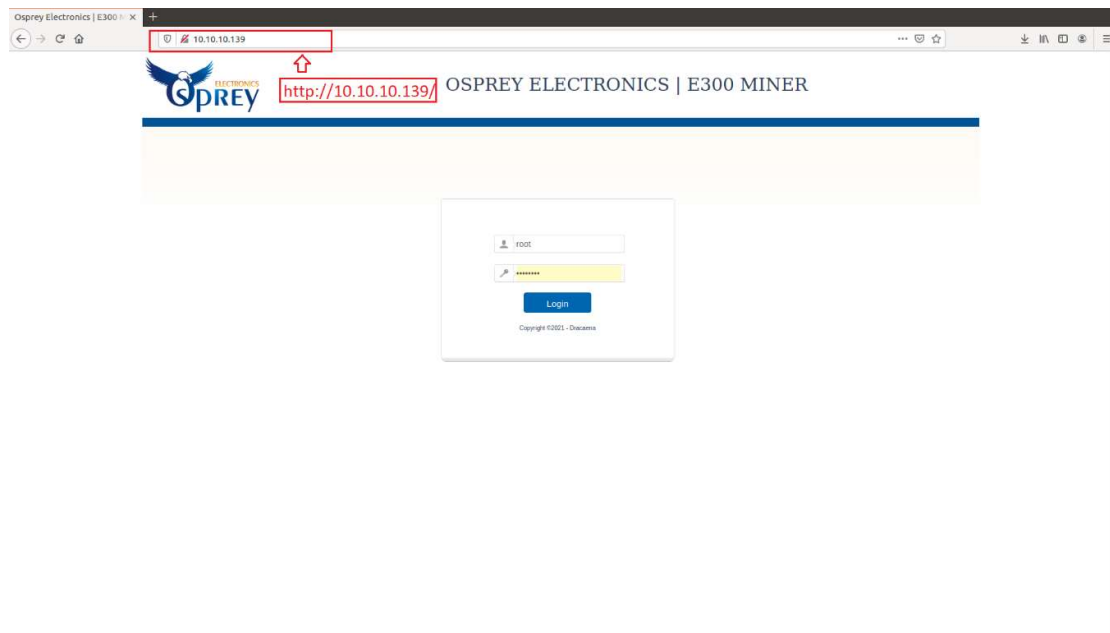 Osprey Electronics | E300 M
10.10.10.139
ELECTRONICS
OSPREY
http://10.10.10.139/
OSPREY ELECTRONICS | E300 MINER
root
••••••••
Login
Copyright ©2021 - Dracaena